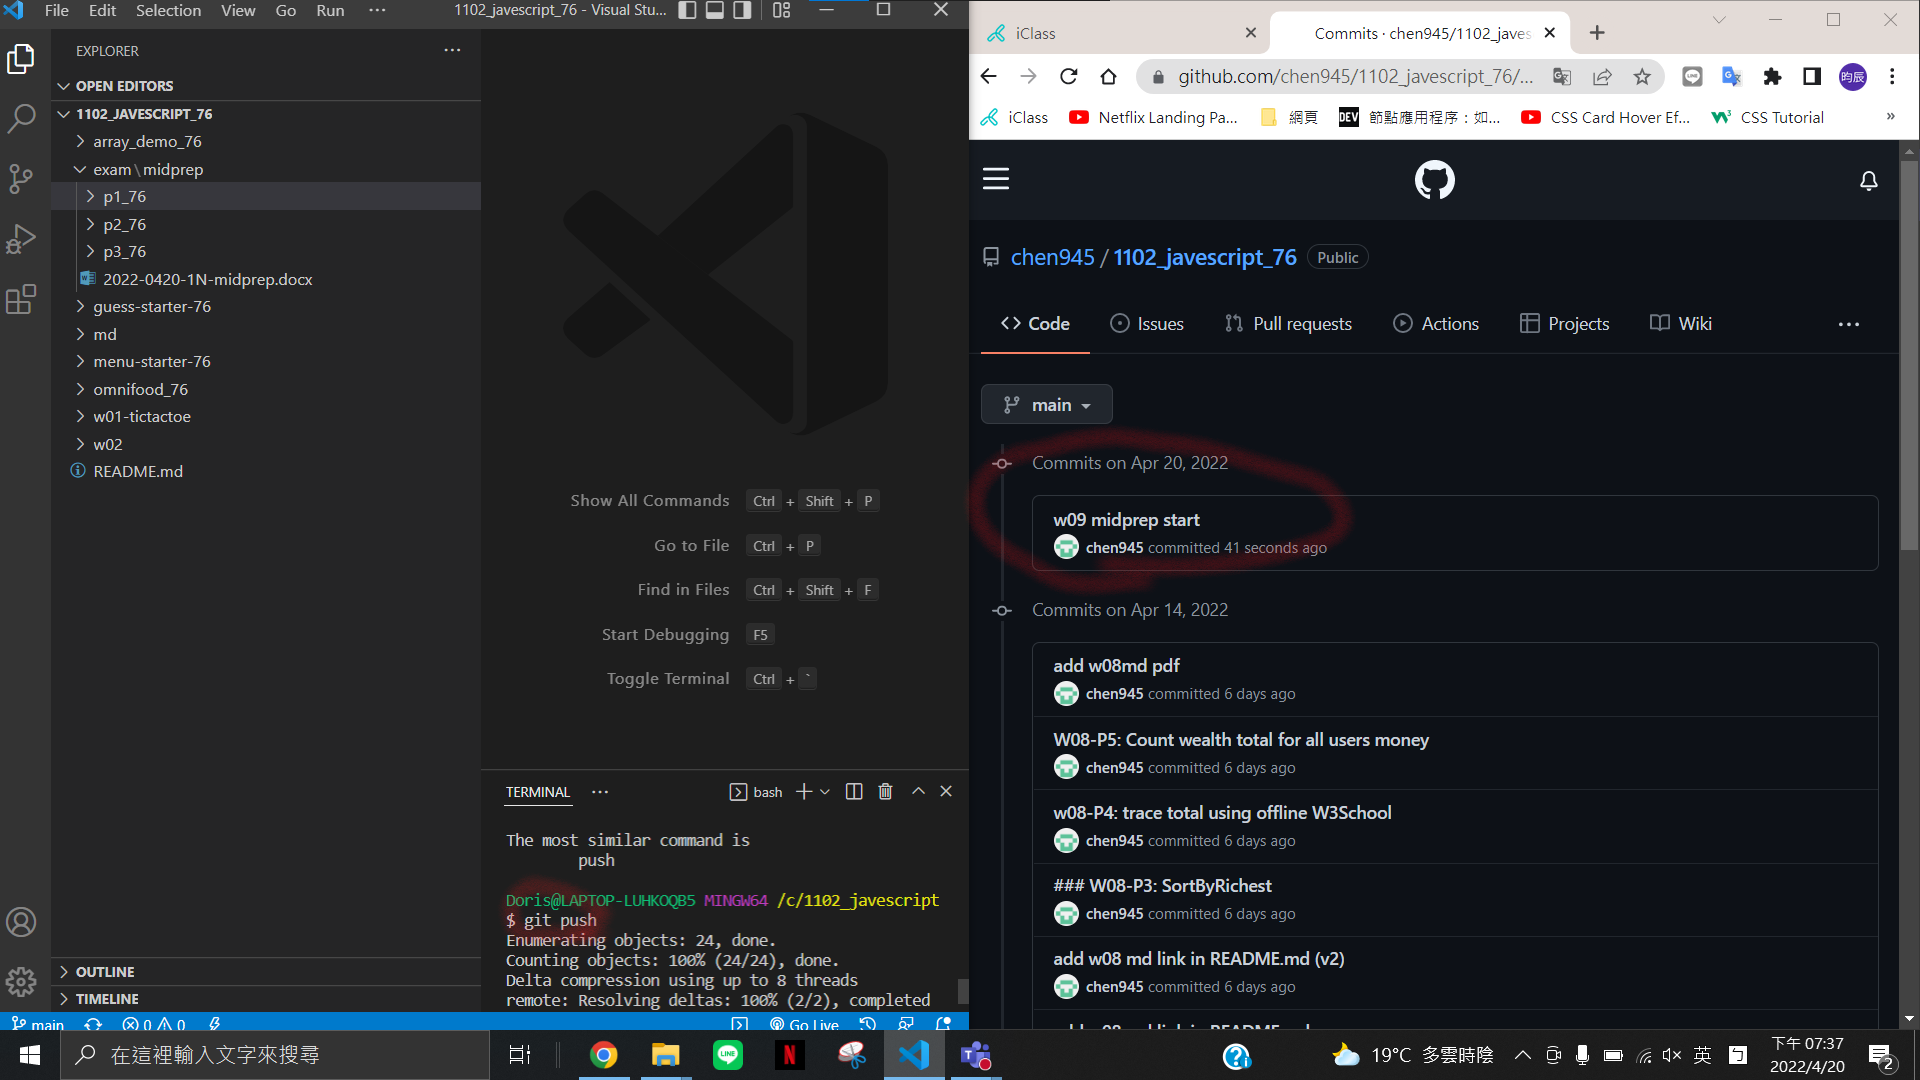 File Edit Selection View Go Run ··· 1102_javescript_76 - Visual Stu...
EXPLORER
OPEN EDITORS
1102_JAVESCRIPT_76
array_demo_76
exam\midprep
p1_76
p2_76
p3_76
2022-0420-1N-midprep.docx
guess-starter-76
md
menu-starter-76
omnifood_76
w01-tictactoe
w02
README.md
OUTLINE
TIMELINE
Show All Commands Ctrl + Shift + P
Go to File Ctrl + P
Find in Files Ctrl + Shift + F
Start Debugging F5
Toggle Terminal Ctrl + `
TERMINAL ··· bash
The most similar command is
push
Doris@LAPTOP-LUHKOQB5 MINGW64 /c/1102_javescript
$ git push
Enumerating objects: 24, done.
Counting objects: 100% (24/24), done.
Delta compression using up to 8 threads
remote: Resolving deltas: 100% (2/2), completed
main 0 0 Go Live
iClass
Commits · chen945/1102_javes
github.com/chen945/1102_javescript_76/...
昀辰
iClass Netflix Landing Pa... 網頁 DEV 節點應用程序：如... CSS Card Hover Ef... CSS Tutorial »
chen945 / 1102_javescript_76 Public
Code Issues Pull requests Actions Projects Wiki ···
main
Commits on Apr 20, 2022
w09 midprep start
chen945 committed 41 seconds ago
Commits on Apr 14, 2022
add w08md pdf
chen945 committed 6 days ago
W08-P5: Count wealth total for all users money
chen945 committed 6 days ago
w08-P4: trace total using offline W3School
chen945 committed 6 days ago
### W08-P3: SortByRichest
chen945 committed 6 days ago
add w08 md link in README.md (v2)
chen945 committed 6 days ago
在這裡輸入文字來搜尋
19°C 多雲時陰
英
下午 07:37
2022/4/20
2